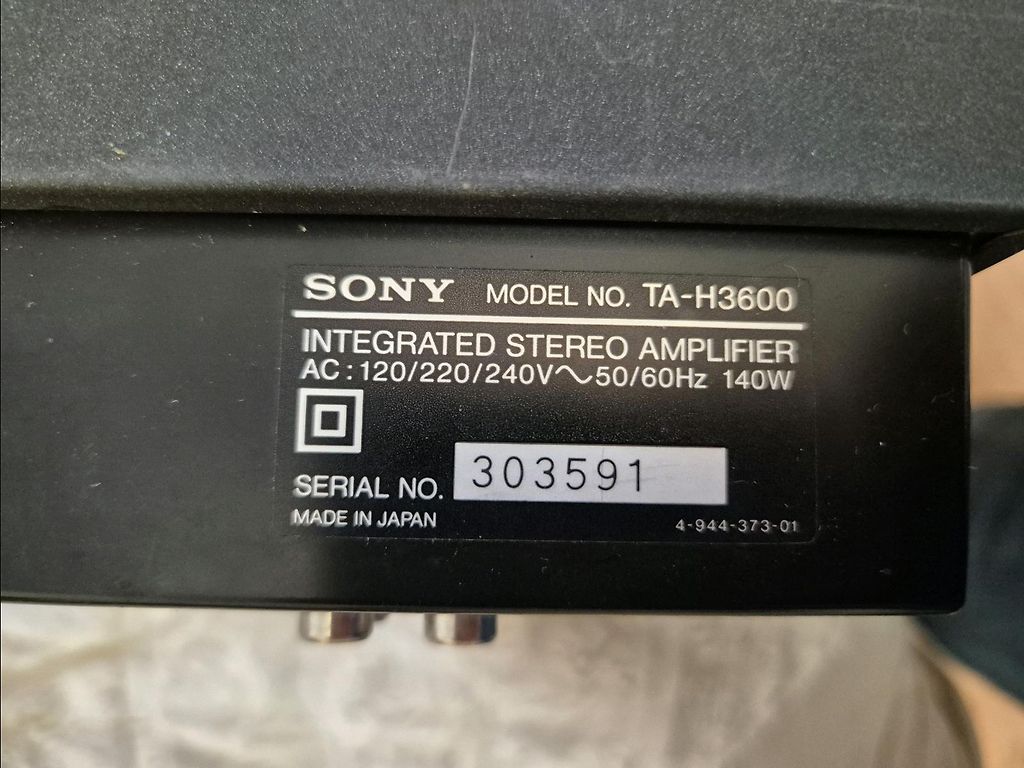 SONY MODEL NO. TA-H3600
INTEGRATED STEREO AMPLIFIER
AC : 120/220/240V～50/60Hz 140W
SERIAL NO. 303591
MADE IN JAPAN 4-944-373-01